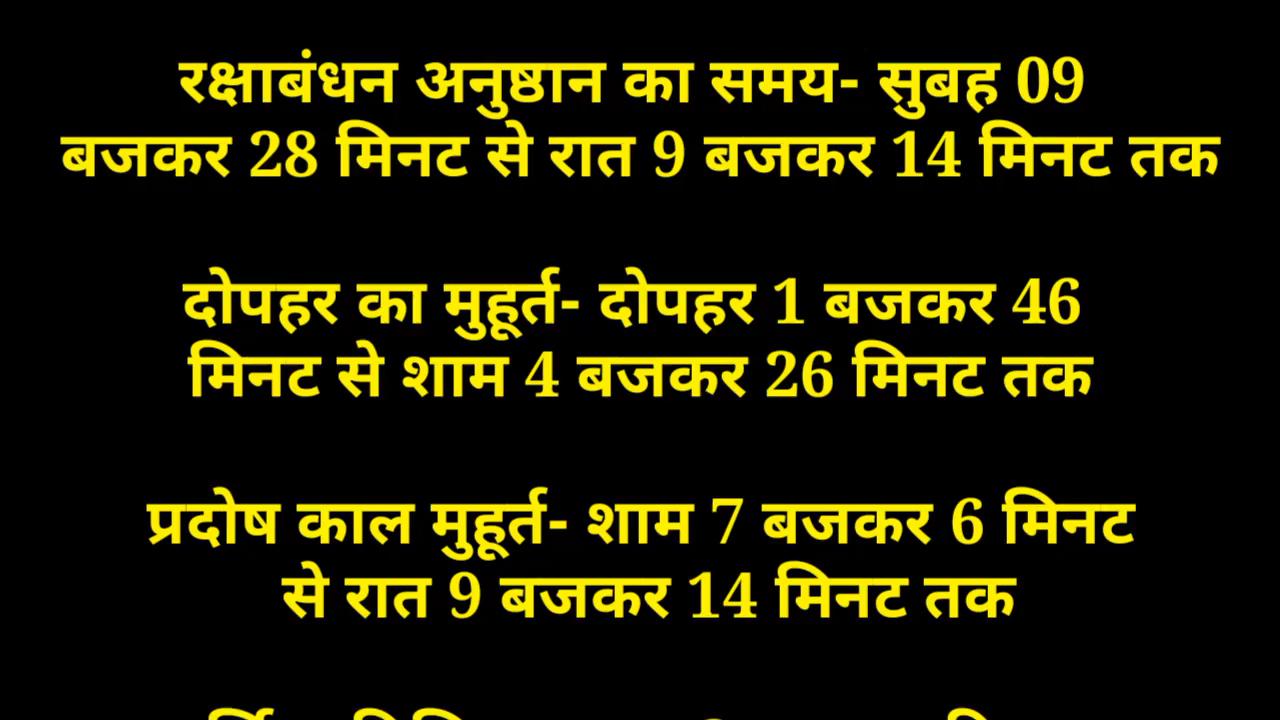 रक्षाबंधन अनुष्ठान का समय- सुबह 09
बजकर 28 मिनट से रात 9 बजकर 14 मिनट तक
दोपहर का मुहूर्त- दोपहर 1 बजकर 46
मिनट से शाम 4 बजकर 26 मिनट तक
प्रदोष काल मुहूर्त- शाम 7 बजकर 6 मिनट
से रात 9 बजकर 14 मिनट तक